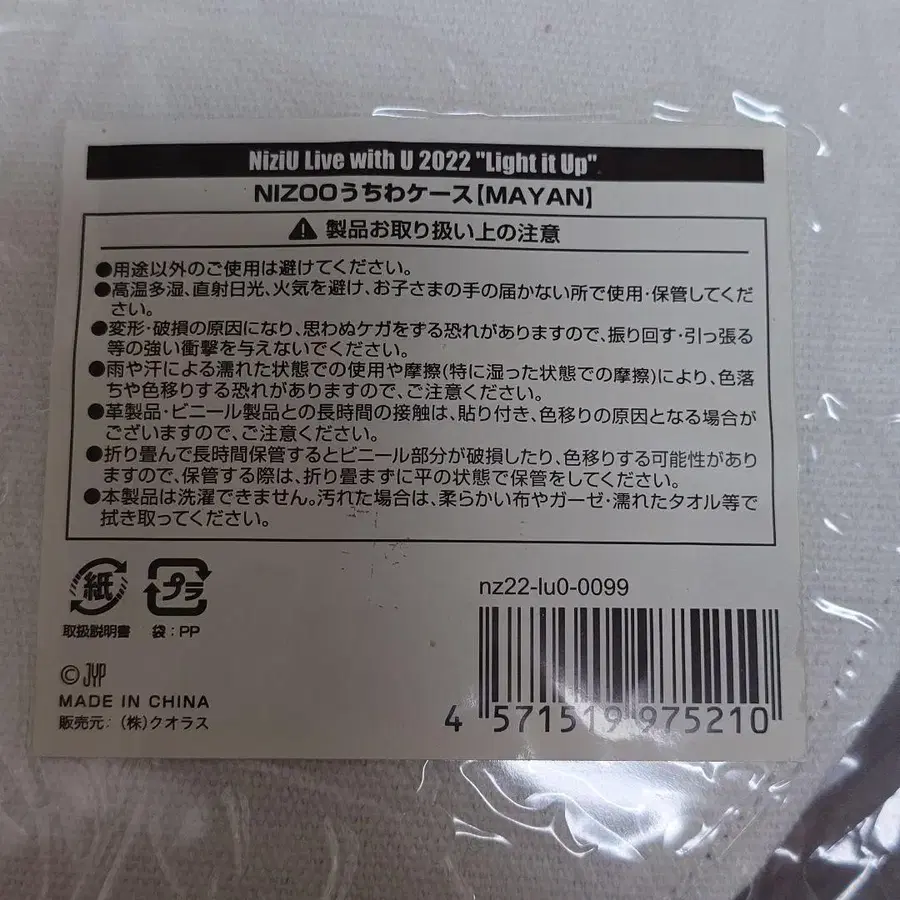 NiziU Live with U 2022 "Light it Up"
NIZOOうちわケース【MAYAN】
製品お取り扱い上の注意
●用途以外のご使用は避けてください。
●高温多湿、直射日光、火気を避け、お子さまの手の届かない所で使用・保管してくだ
さい。
●変形・破損の原因になり、思わぬケガをする恐れがありますので、振り回す・引っ張る
等の強い衝撃を与えないでください。
●雨や汗による濡れた状態での使用や摩擦(特に湿った状態での摩擦)により、色落
ちや色移りする恐れがありますので、ご注意ください。
●革製品・ビニール製品との長時間の接触は、貼り付き、色移りの原因となる場合が
ございますので、ご注意ください。
●折り畳んで長時間保管するとビニール部分が破損したり、色移りする可能性があり
ますので、保管する際は、折り畳まずに平の状態で保管をしてください。
●本製品は洗濯できません。汚れた場合は、柔らかい布やガーゼ・濡れたタオル等で
拭き取ってください。
紙 プラ
取扱説明書 袋:PP
nz22-lu0-0099
©JYP
MADE IN CHINA
販売元:(株)クオラス
4 571519 975210